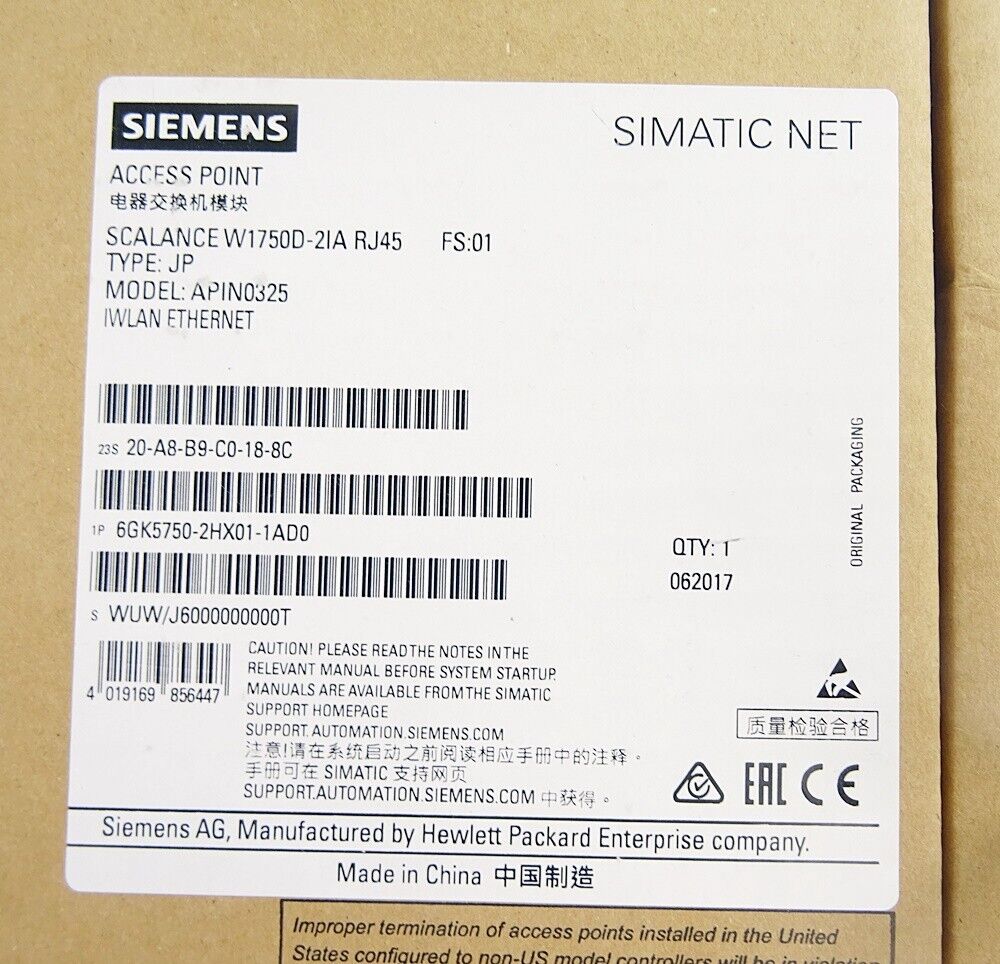 SIEMENS
SIMATIC NET
ACCESS POINT
电器交换机模块
SCALANCE W1750D-2IA RJ45 FS:01
TYPE: JP
MODEL: APIN0325
IWLAN ETHERNET
23S 20-A8-B9-C0-18-8C
1P 6GK5750-2HX01-1AD0
QTY: 1
062017
ORIGINAL PACKAGING
S WUW/J6000000000T
4 019169 856447
CAUTION! PLEASE READ THE NOTES IN THE
RELEVANT MANUAL BEFORE SYSTEM STARTUP.
MANUALS ARE AVAILABLE FROM THE SIMATIC
SUPPORT HOMEPAGE
SUPPORT.AUTOMATION.SIEMENS.COM
注意!请在系统启动之前阅读相应手册中的注释。
手册可在 SIMATIC 支持网页
SUPPORT.AUTOMATION.SIEMENS.COM 中获得。
质量检验合格
EAC CE
Siemens AG, Manufactured by Hewlett Packard Enterprise company.
Made in China 中国制造
Improper termination of access points installed in the United
States configured to non-US model controllers will be in violation